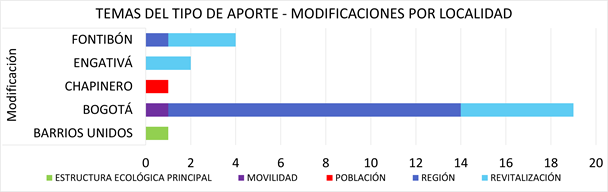 TEMAS DEL TIPO DE APORTE - MODIFICACIONES POR LOCALIDAD
Modificación
FONTIBÓN
ENGATIVÁ
CHAPINERO
BOGOTÁ
BARRIOS UNIDOS
0 2 4 6 8 10 12 14 16 18 20
ESTRUCTURA ECOLÓGICA PRINCIPAL MOVILIDAD POBLACIÓN REGIÓN REVITALIZACIÓN